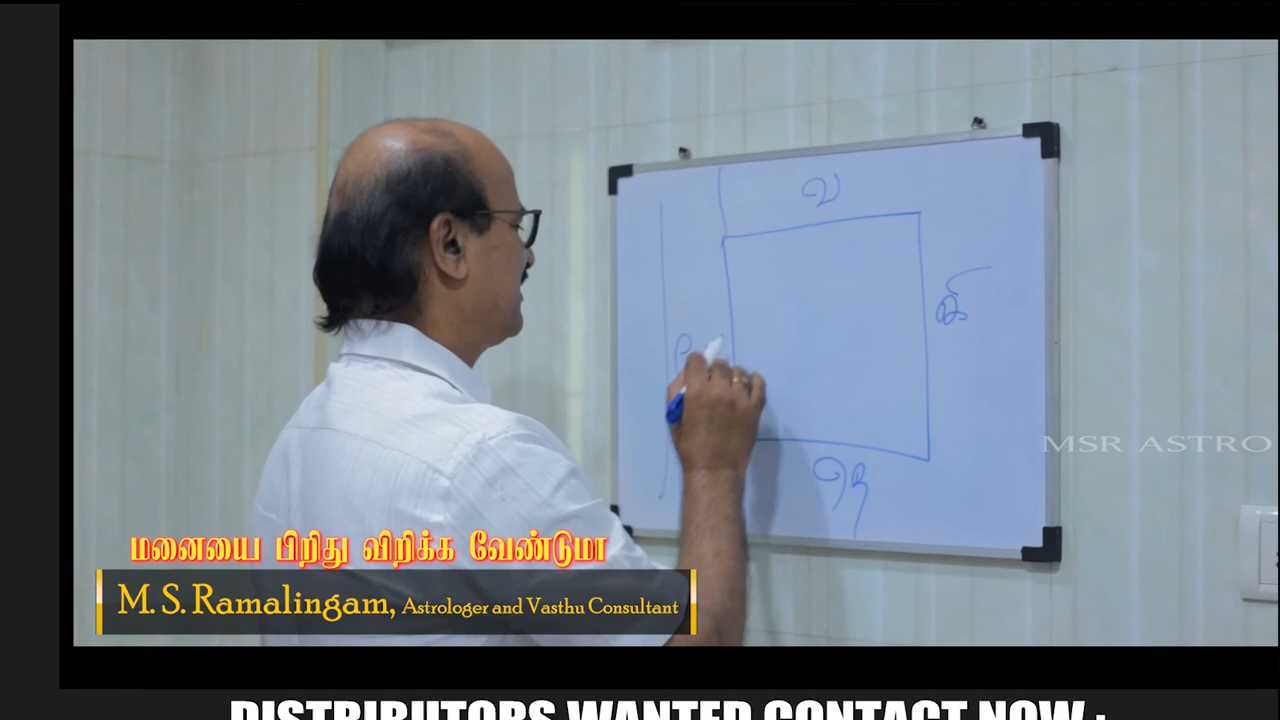 வ
கி
தெ
MSR ASTRO
மனையை பிறிது விறிக்க வேண்டுமா
M. S. Ramalingam, Astrologer and Vasthu Consultant
DISTRIBUTORS WANTED CONTACT NOW :